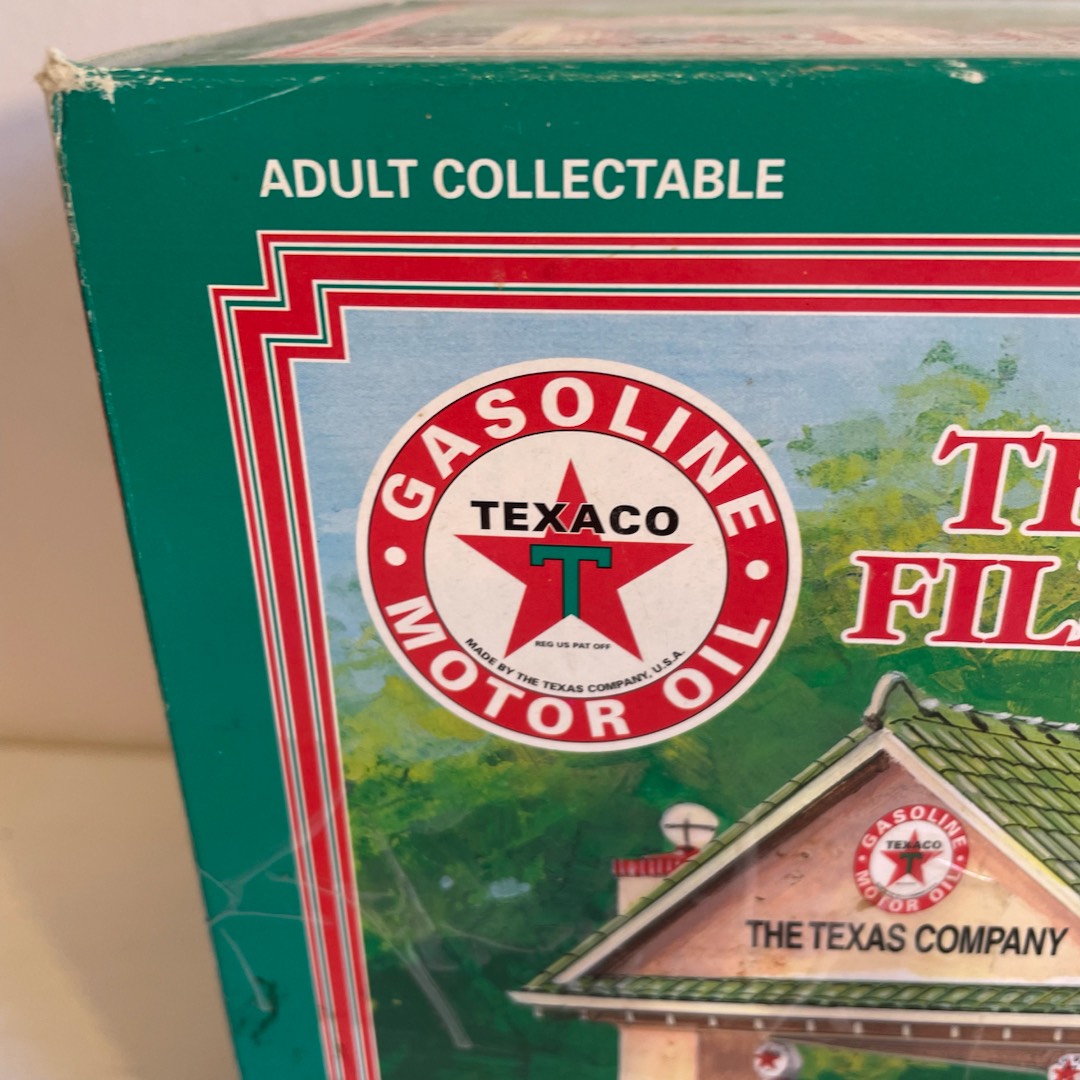 ADULT COLLECTABLE
GASOLINE
TEXACO
T
REG US PAT OFF
MADE BY THE TEXAS COMPANY, U.S.A.
• MOTOR OIL •
GASOLINE
TEXACO
T
• MOTOR OIL •
THE TEXAS COMPANY